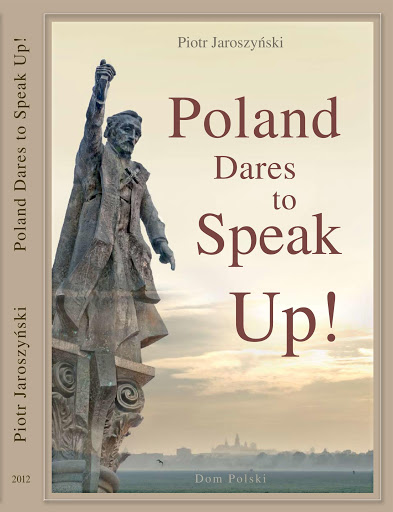 Piotr Jaroszyński
Poland
Dares
to
Speak
Up!
Dom Polski
Poland Dares to Speak Up!
Piotr Jaroszyński
2012